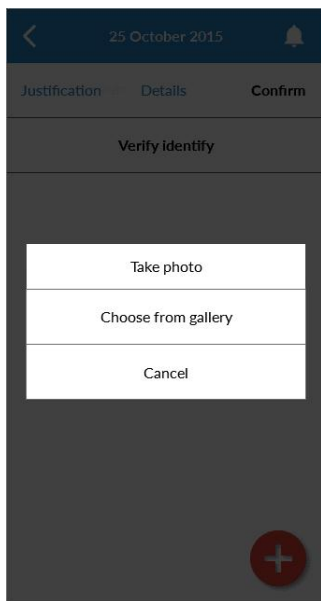 25 October 2015
Justification Details Confirm
Verify identify
Take photo
Choose from gallery
Cancel